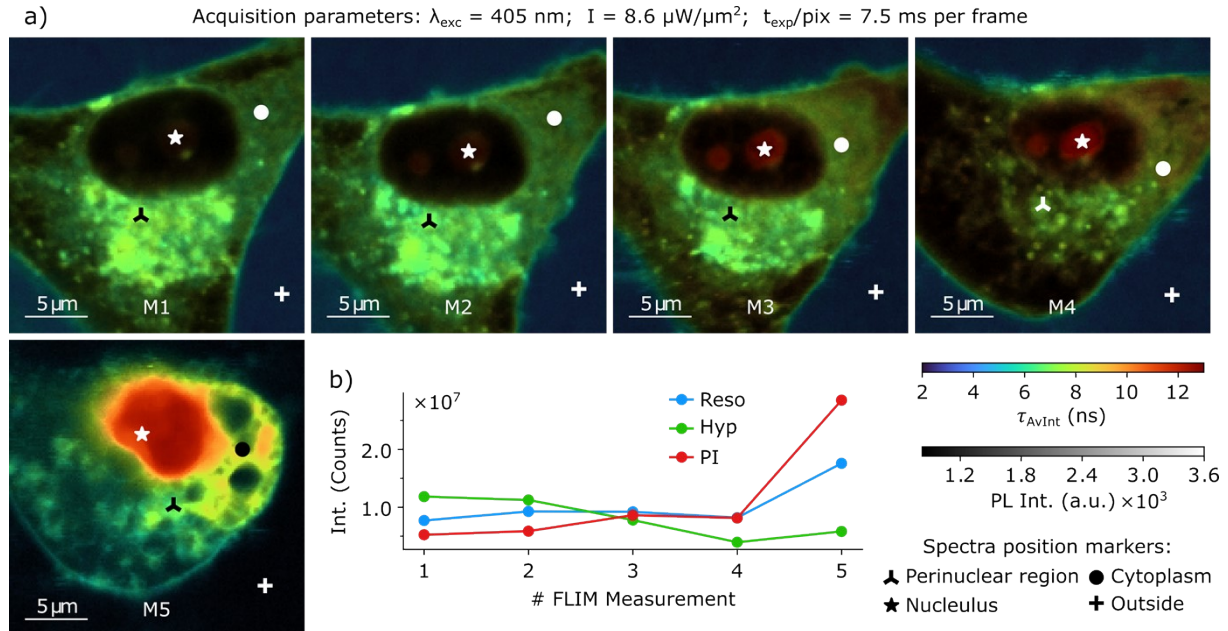 a)
Acquisition parameters: λexc = 405 nm; I = 8.6 μW/μm²; texp/pix = 7.5 ms per frame
5 μm
M1
5 μm
M2
5 μm
M3
5 μm
M4
5 μm
M5
b)
×10⁷
Int. (Counts)
2.0
1.0
Reso
Hyp
PI
1 2 3 4 5
# FLIM Measurement
2 4 6 8 10 12
τAvInt (ns)
1.2 1.8 2.4 3.0 3.6
PL Int. (a.u.) ×10³
Spectra position markers:
Perinuclear region
Cytoplasm
Nucleulus
Outside